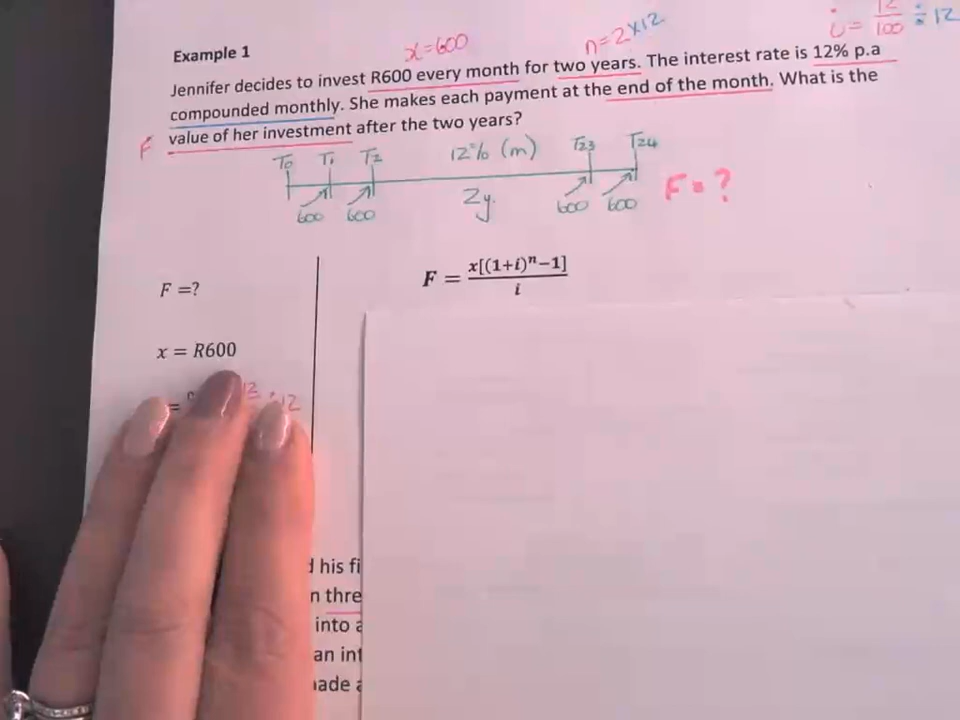 i = 12/100 ÷ 12
x=600
n=2×12
Example 1
Jennifer decides to invest R600 every month for two years. The interest rate is 12% p.a
compounded monthly. She makes each payment at the end of the month. What is the
F value of her investment after the two years?
T0 T1 T2 12% (m) T23 T24
600 600 2y. 600 600 F = ?
F =? F = x[(1+i)ⁿ−1]/i
x = R600
= 12
his fi
n thre
into a
an int
ade a